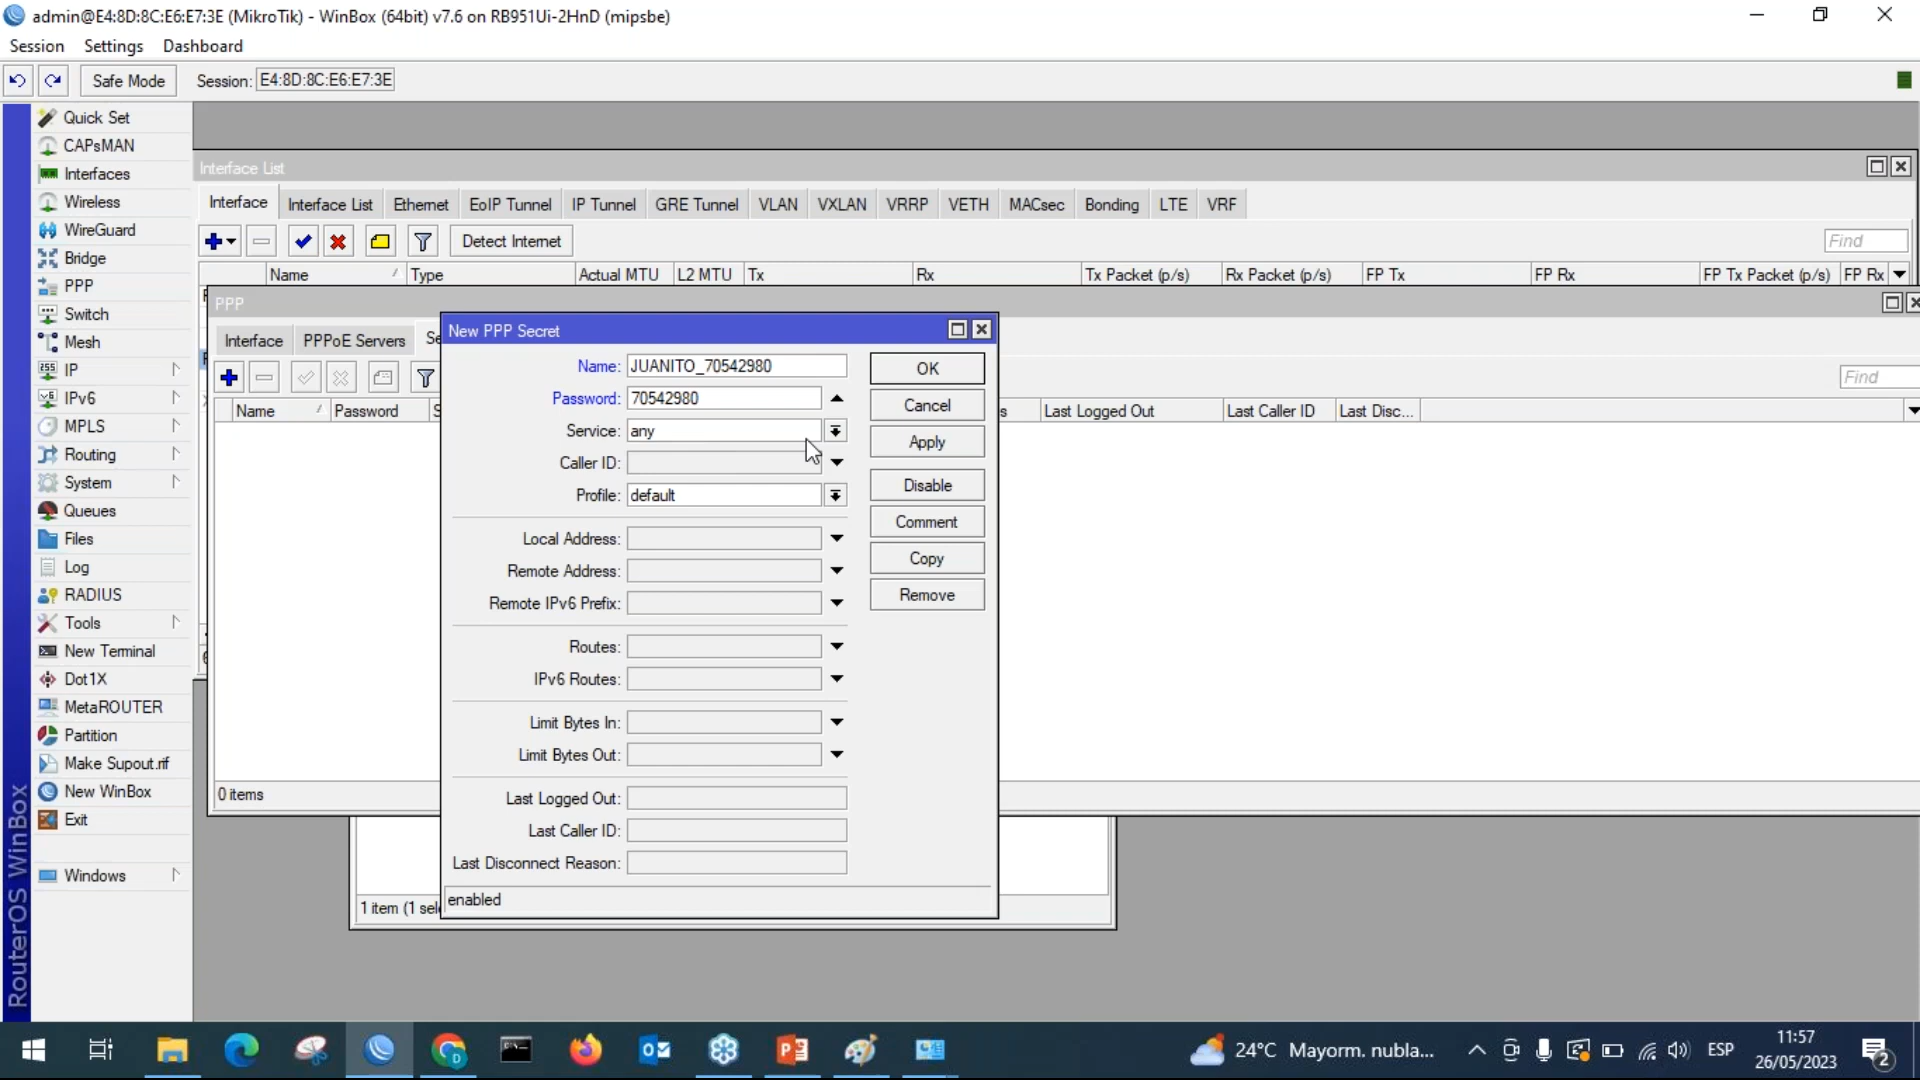 admin@E4:8D:8C:E6:E7:3E (MikroTik) - WinBox (64bit) v7.6 on RB951Ui-2HnD (mipsbe)
Session Settings Dashboard
Safe Mode Session: E4:8D:8C:E6:E7:3E
Quick Set
CAPsMAN
Interfaces
Wireless
WireGuard
Bridge
PPP
Switch
Mesh
IP
IPv6
MPLS
Routing
System
Queues
Files
Log
RADIUS
Tools
New Terminal
Dot1X
MetaROUTER
Partition
Make Supout.rif
New WinBox
Exit
Windows
RouterOS WinBox
Interface List
Interface Interface List Ethernet EoIP Tunnel IP Tunnel GRE Tunnel VLAN VXLAN VRRP VETH MACsec Bonding LTE VRF
Detect Internet Find
Name Type Actual MTU L2 MTU Tx Rx Tx Packet (p/s) Rx Packet (p/s) FP Tx FP Rx FP Tx Packet (p/s) FP Rx
PPP
Interface PPPoE Servers Se
Find
Name Password S s Last Logged Out Last Caller ID Last Disc...
0 items
1 item (1 sel
New PPP Secret
Name: JUANITO_70542980
Password: 70542980
Service: any
Caller ID:
Profile: default
Local Address:
Remote Address:
Remote IPv6 Prefix:
Routes:
IPv6 Routes:
Limit Bytes In:
Limit Bytes Out:
Last Logged Out:
Last Caller ID:
Last Disconnect Reason:
enabled
OK
Cancel
Apply
Disable
Comment
Copy
Remove
24°C Mayorm. nubla... ESP
11:57
26/05/2023
2